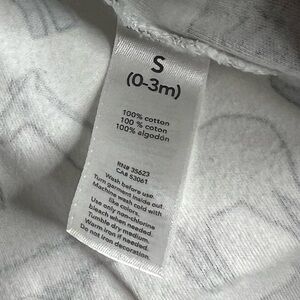 S
(0-3m)
100% cotton
100 % coton
100% algodón
RN# 35623
CA# 53061
Wash before use.
Turn garment inside out.
Machine wash cold with
like colors.
Use only non-chlorine
bleach when needed.
Tumble dry medium.
Warm iron if needed.
Do not iron decoration.